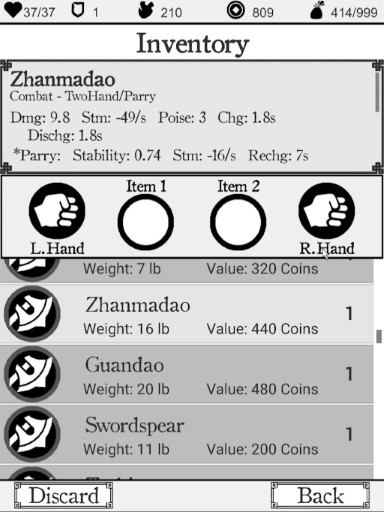 37/37 1 210 809 414/999
Inventory
Zhanmadao
Combat - TwoHand/Parry
Dmg: 9.8 Stm: -49/s Poise: 3 Chg: 1.8s
Dischg: 1.8s
*Parry: Stability: 0.74 Stm: -16/s Rechg: 7s
Item 1 Item 2
L.Hand R.Hand
Weight: 7 lb Value: 320 Coins
Zhanmadao
Weight: 16 lb Value: 440 Coins 1
Guandao
Weight: 20 lb Value: 480 Coins 1
Swordspear
Weight: 11 lb Value: 200 Coins 1
Discard Back